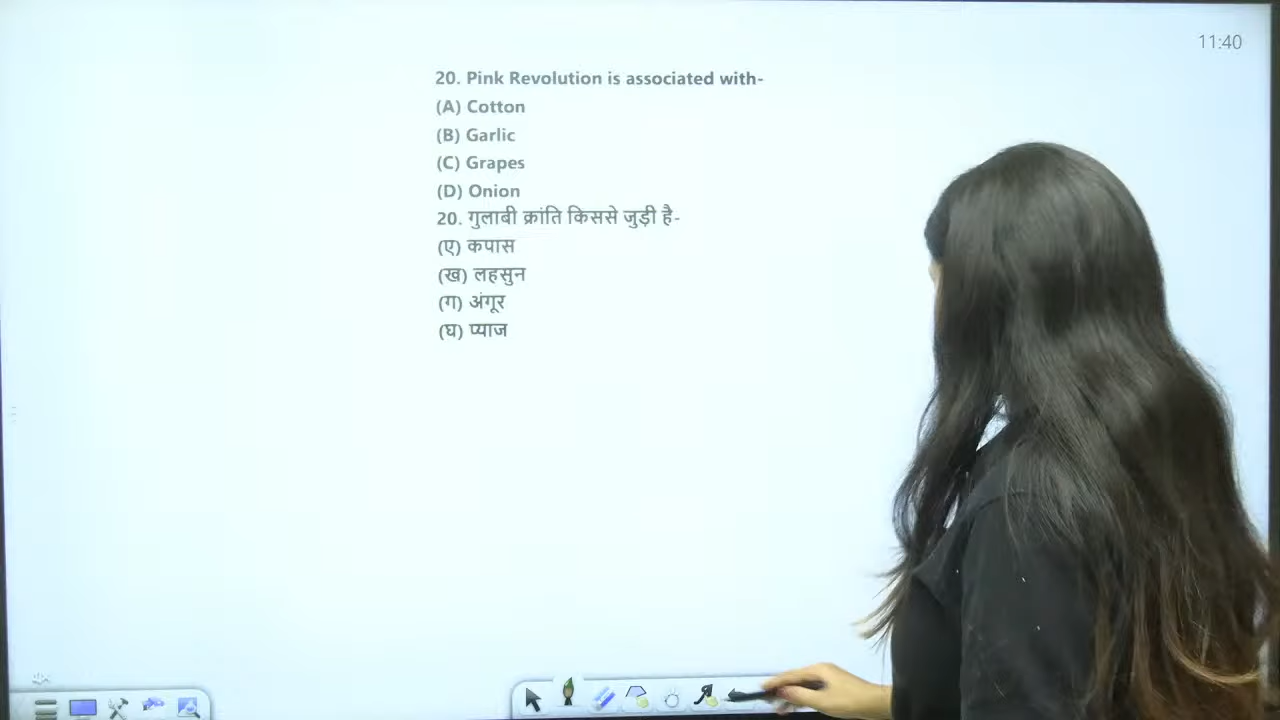 11:40
20. Pink Revolution is associated with-
(A) Cotton
(B) Garlic
(C) Grapes
(D) Onion
20. गुलाबी क्रांति किससे जुड़ी है-
(ए) कपास
(ख) लहसुन
(ग) अंगूर
(घ) प्याज